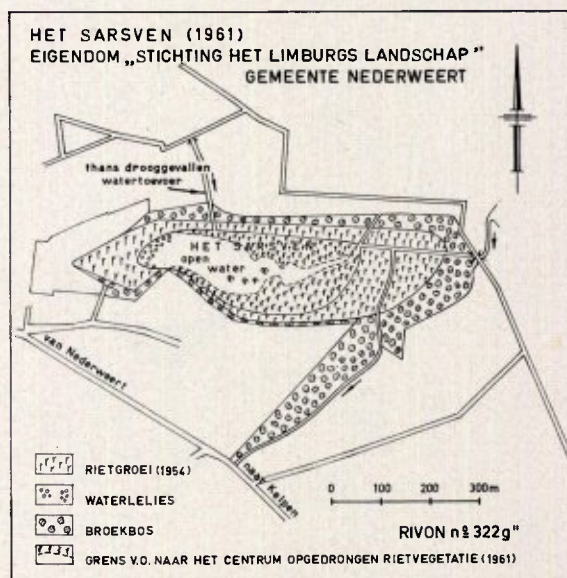 HET SARSVEN (1961)
EIGENDOM „STICHTING HET LIMBURGS LANDSCHAP"
GEMEENTE NEDERWEERT
thans drooggevallen
watertoevoer
HET SARSVEN
open
water
van Nederweert
naar Kelpen
RIETGROEI (1954)
WATERLELIES
BROEKBOS
GRENS V.D. NAAR HET CENTRUM OPGEDRONGEN RIETVEGETATIE (1961)
0 100 200 300m
RIVON nº 322g"